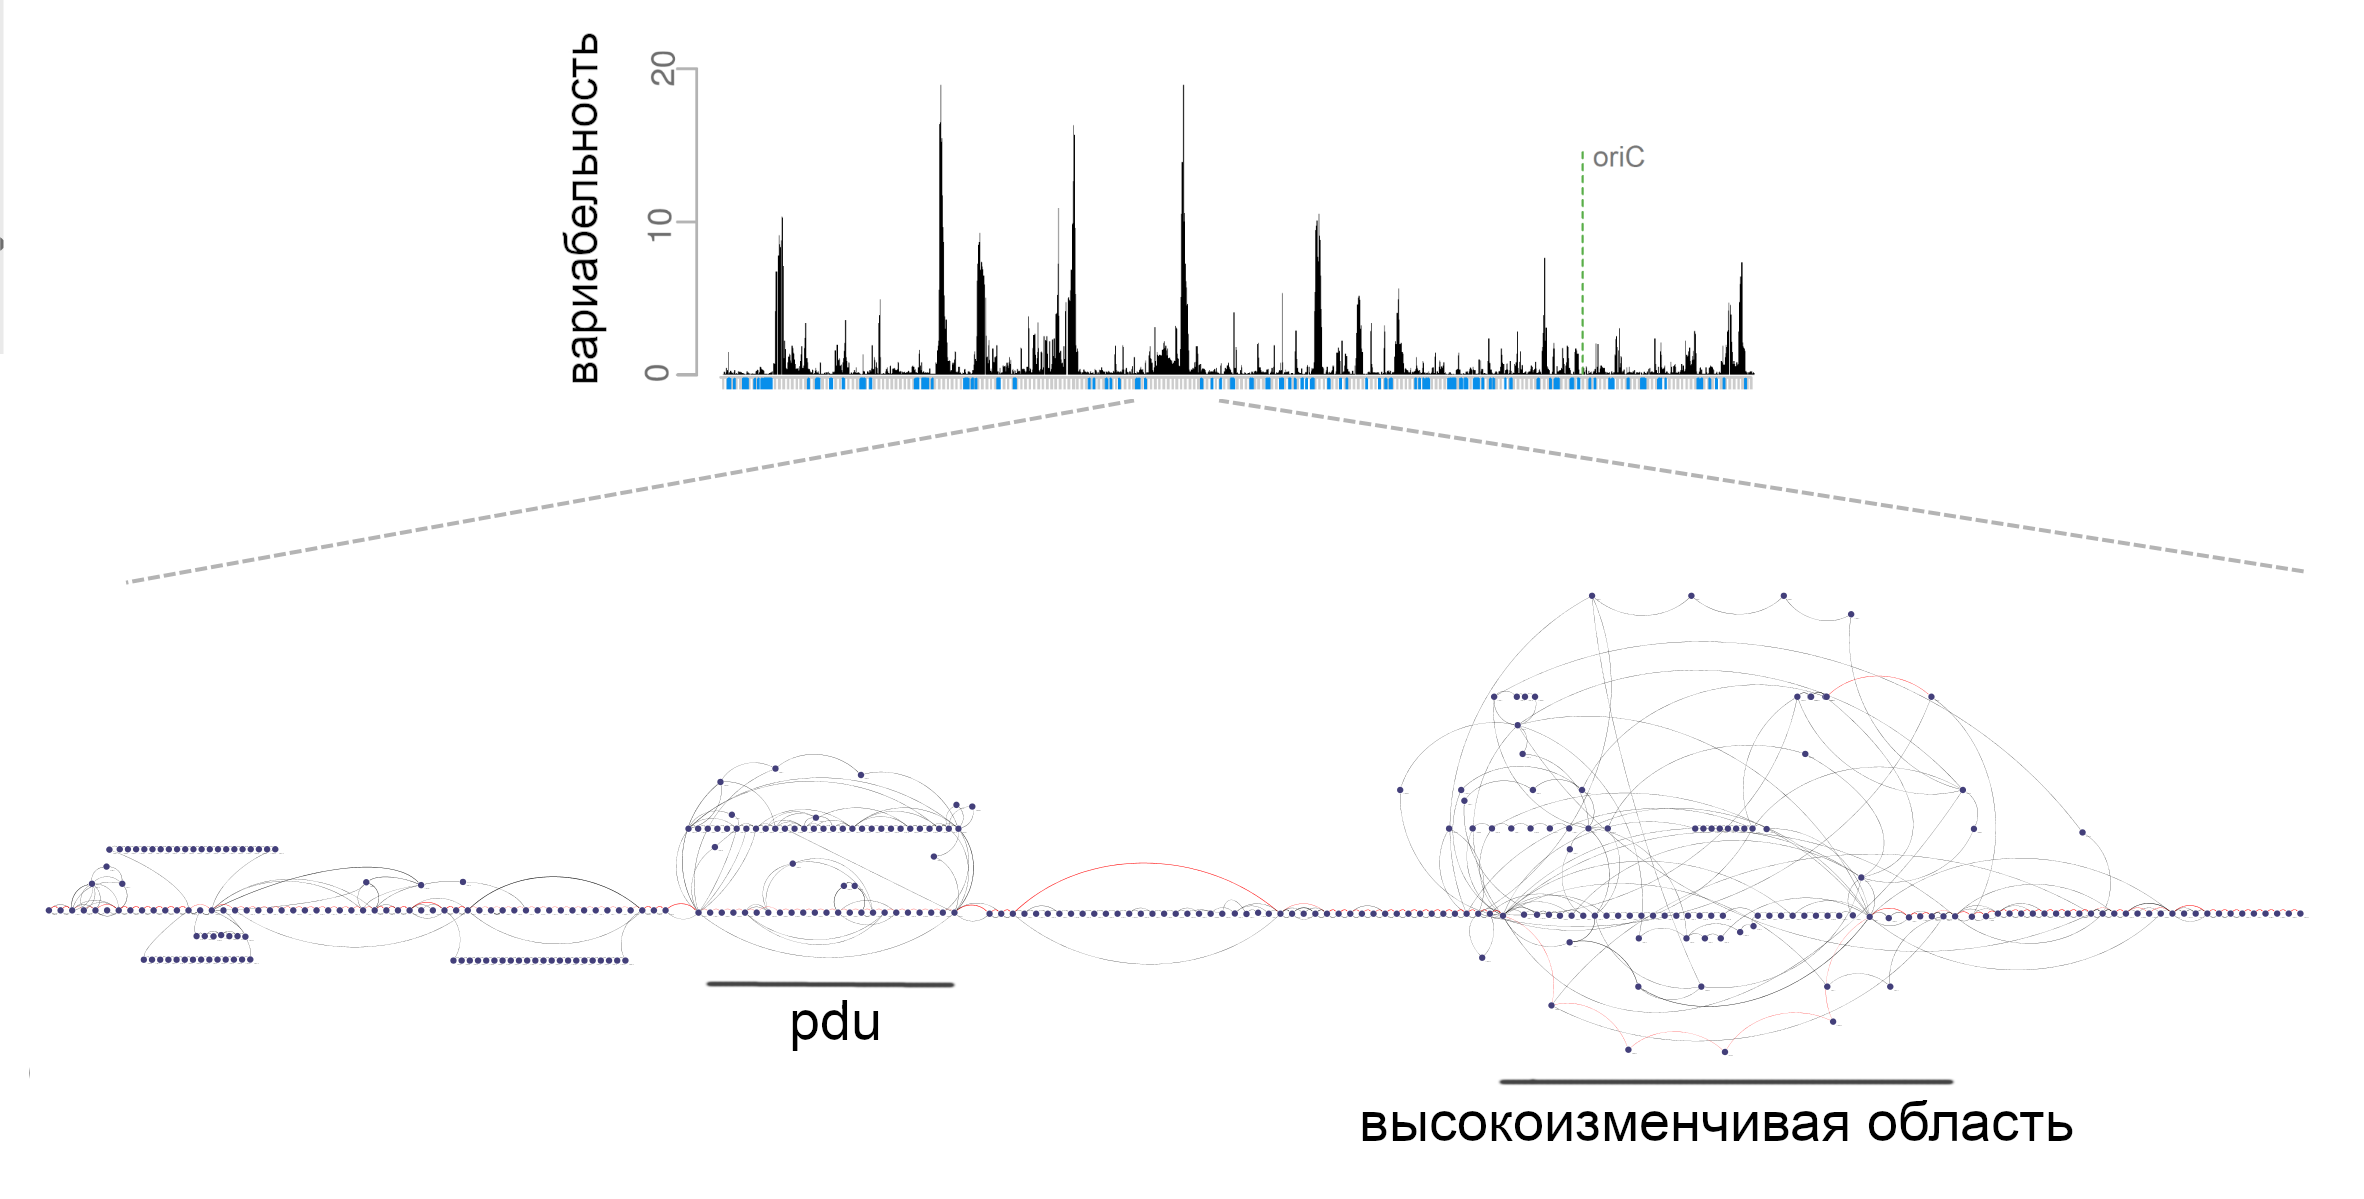 вариабельность
20
10
0
oriC
pdu
высокоизменчивая область